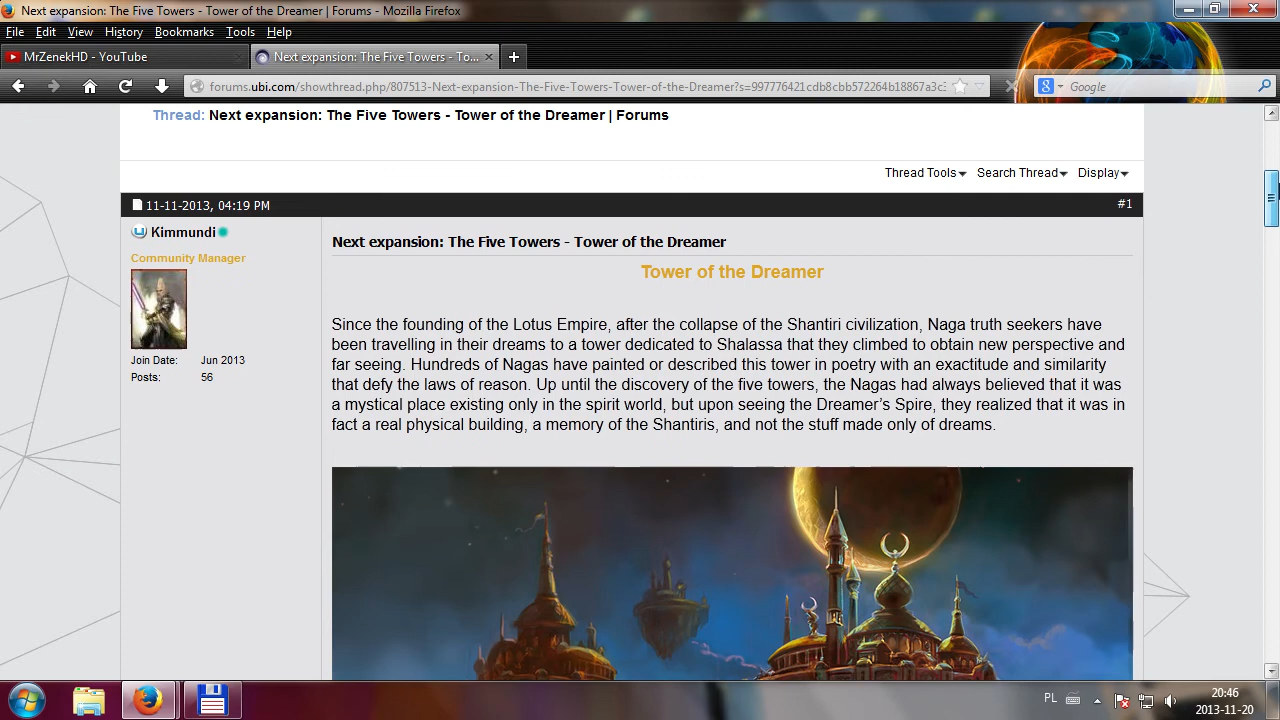 Next expansion: The Five Towers - Tower of the Dreamer | Forums - Mozilla Firefox
File Edit View History Bookmarks Tools Help
MrZenekHD - YouTube
Next expansion: The Five Towers - To...
forums.ubi.com/showthread.php/807513-Next-expansion-The-Five-Towers-Tower-of-the-Dreamer?s=997776421cdb8cbb572264b18867a3c3
Google
Thread: Next expansion: The Five Towers - Tower of the Dreamer | Forums
Thread Tools Search Thread Display
11-11-2013, 04:19 PM
#1
Kimmundi
Community Manager
Join Date: Jun 2013
Posts: 56
Next expansion: The Five Towers - Tower of the Dreamer
Tower of the Dreamer
Since the founding of the Lotus Empire, after the collapse of the Shantiri civilization, Naga truth seekers have
been travelling in their dreams to a tower dedicated to Shalassa that they climbed to obtain new perspective and
far seeing. Hundreds of Nagas have painted or described this tower in poetry with an exactitude and similarity
that defy the laws of reason. Up until the discovery of the five towers, the Nagas had always believed that it was
a mystical place existing only in the spirit world, but upon seeing the Dreamer’s Spire, they realized that it was in
fact a real physical building, a memory of the Shantiris, and not the stuff made only of dreams.
PL
20:46
2013-11-20